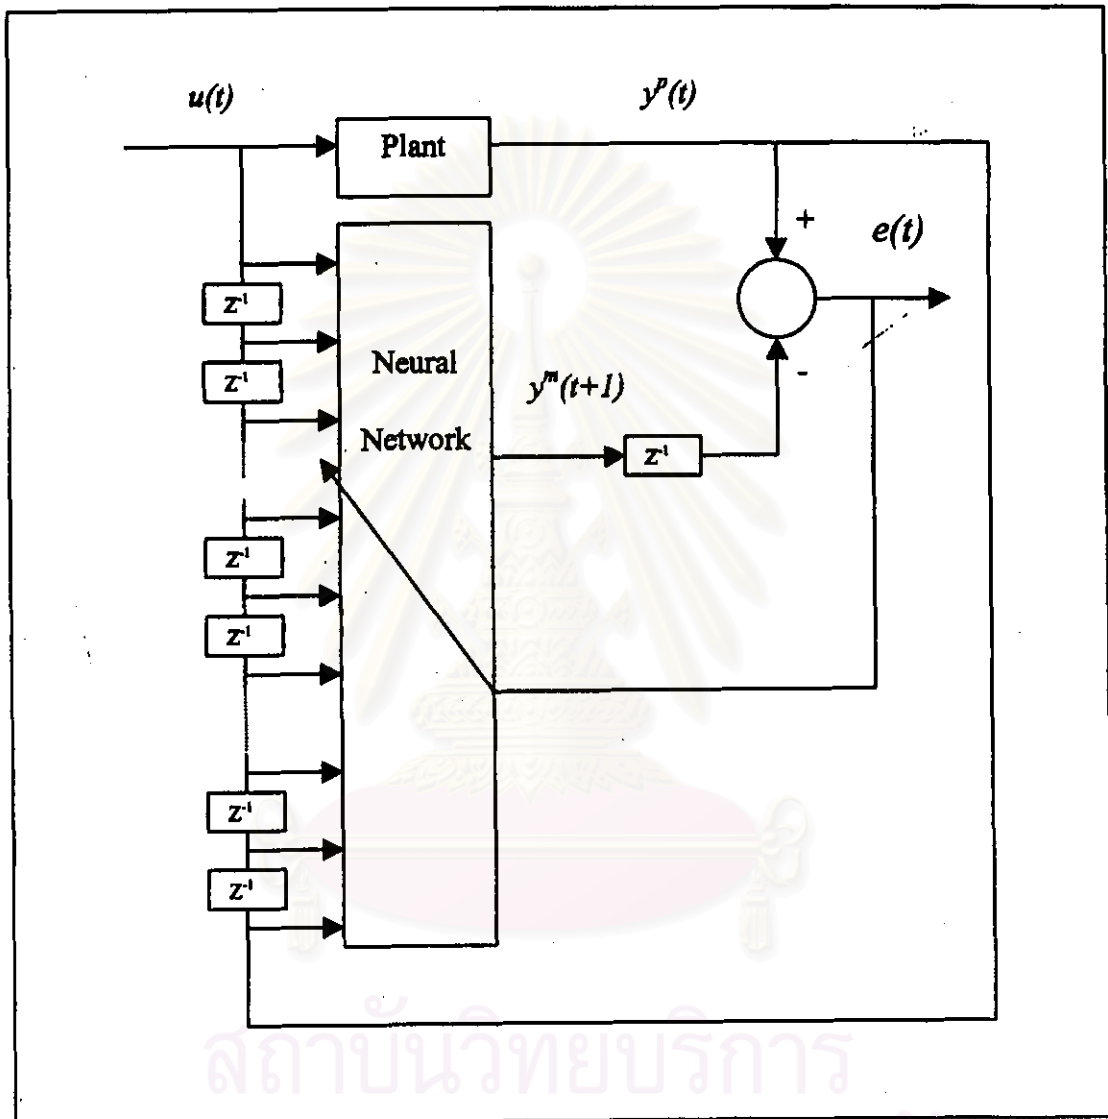 u(t)
y^p(t)
Plant
+
e(t)
z^-1
z^-1
Neural
Network
y^m(t+1)
-
z^-1
z^-1
z^-1
z^-1
z^-1
สถาบันวิทยบริการ